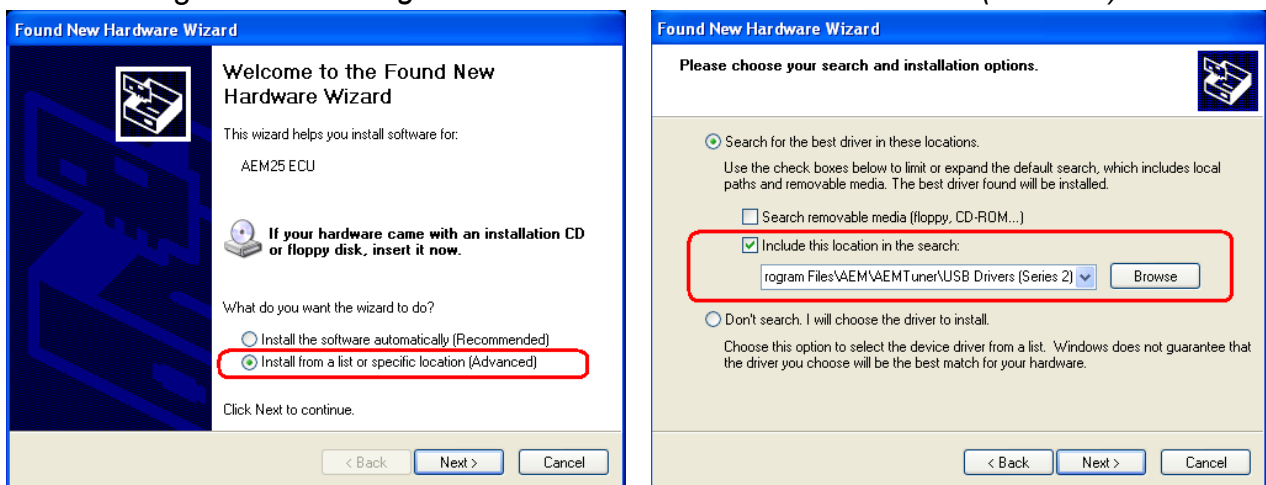 Found New Hardware Wizard
Welcome to the Found New
Hardware Wizard
This wizard helps you install software for:
AEM25 ECU
If your hardware came with an installation CD
or floppy disk, insert it now.
What do you want the wizard to do?
Install the software automatically (Recommended)
Install from a list or specific location (Advanced)
Click Next to continue.
< Back
Next >
Cancel
Found New Hardware Wizard
Please choose your search and installation options.
Search for the best driver in these locations.
Use the check boxes below to limit or expand the default search, which includes local
paths and removable media. The best driver found will be installed.
Search removable media (floppy, CD-ROM...)
Include this location in the search:
rogram Files\AEM\AEMTuner\USB Drivers (Series 2)
Browse
Don't search. I will choose the driver to install.
Choose this option to select the device driver from a list. Windows does not guarantee that
the driver you choose will be the best match for your hardware.
< Back
Next >
Cancel